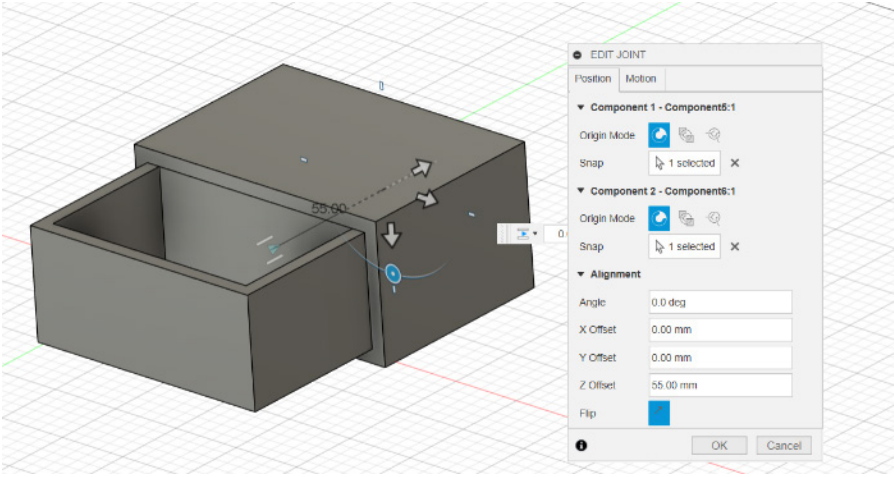 EDIT JOINT
Position Motion
Component 1 - Component5:1
Origin Mode
Snap 1 selected
Component 2 - Component6:1
Origin Mode
Snap 1 selected
Alignment
Angle 0.0 deg
X Offset 0.00 mm
Y Offset 0.00 mm
Z Offset 55.00 mm
Flip
OK Cancel
55.00